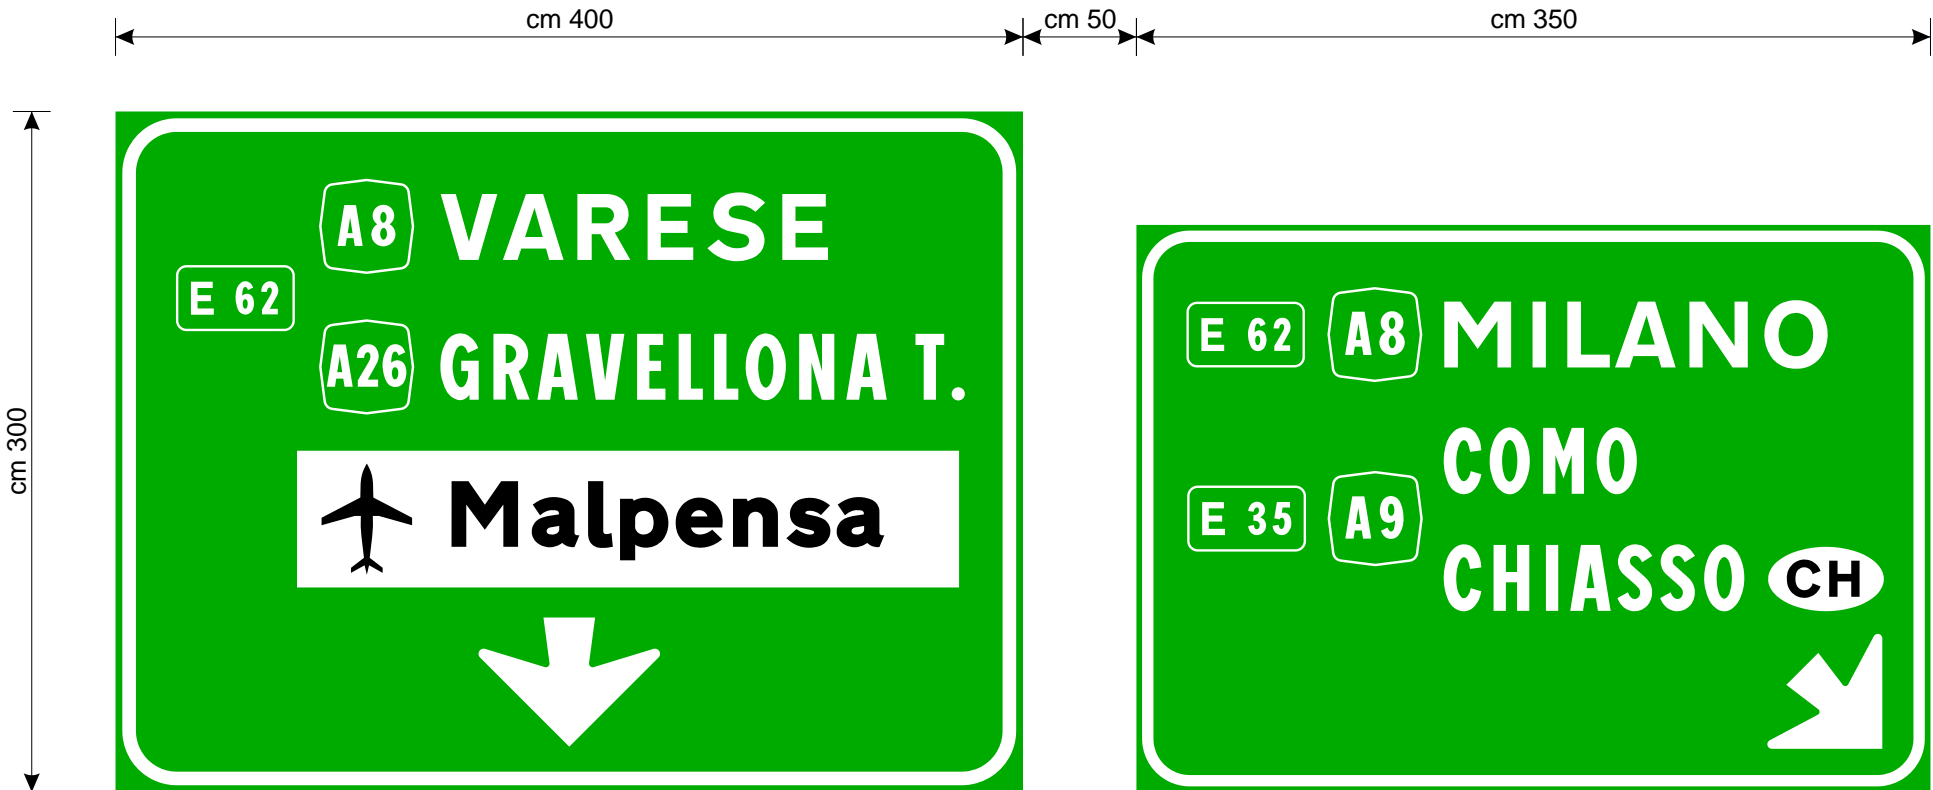 cm 400
cm 50
cm 350
cm 300
A8 VARESE
E 62
A26 GRAVELLONA T.
Malpensa
E 62 A8 MILANO
COMO
E 35 A9
CHIASSO CH